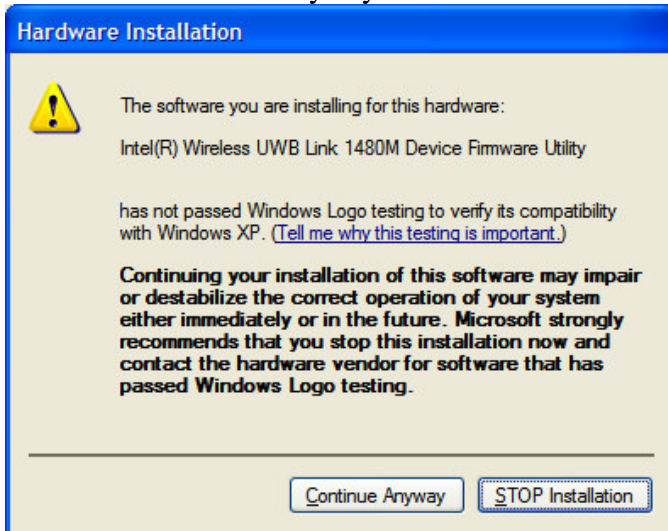 Hardware Installation
The software you are installing for this hardware:
Intel(R) Wireless UWB Link 1480M Device Firmware Utility
has not passed Windows Logo testing to verify its compatibility
with Windows XP. (Tell me why this testing is important.)
Continuing your installation of this software may impair
or destabilize the correct operation of your system
either immediately or in the future. Microsoft strongly
recommends that you stop this installation now and
contact the hardware vendor for software that has
passed Windows Logo testing.
Continue Anyway
STOP Installation